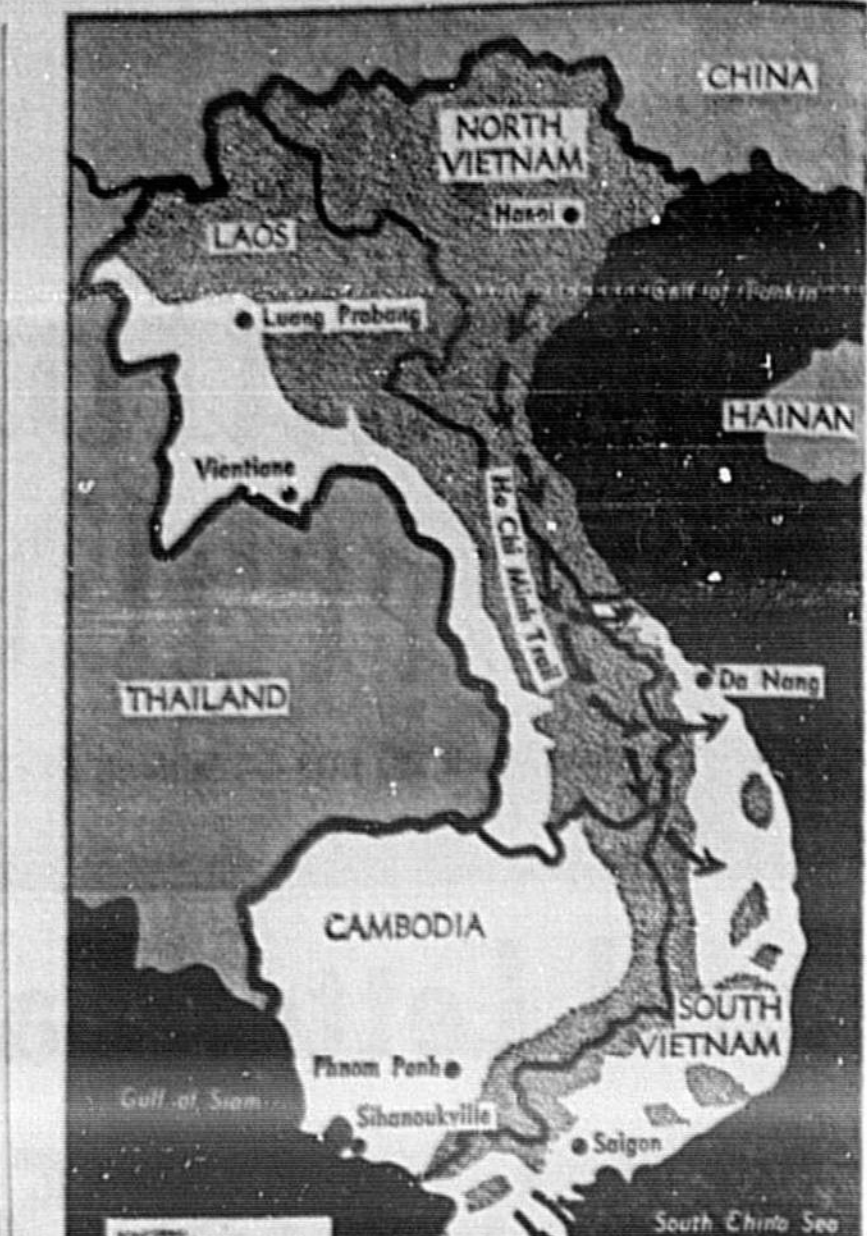 CHINA
NORTH
VIETNAM
Hanoi
LAOS
Gulf of Tonkin
Luang Prabang
HAINAN
Vientiane
Ho Chi Minh Trail
THAILAND
Da Nang
CAMBODIA
SOUTH
VIETNAM
Phnom Penh
Gulf of Siam
Sihanoukville
Saigon
South China Sea